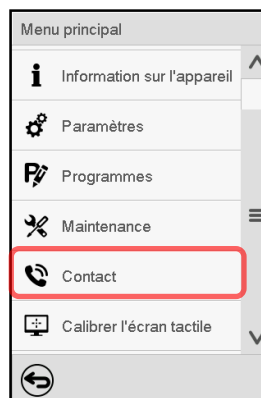 Menu principal
Information sur l'appareil
Paramètres
Programmes
Maintenance
Contact
Calibrer l'écran tactile